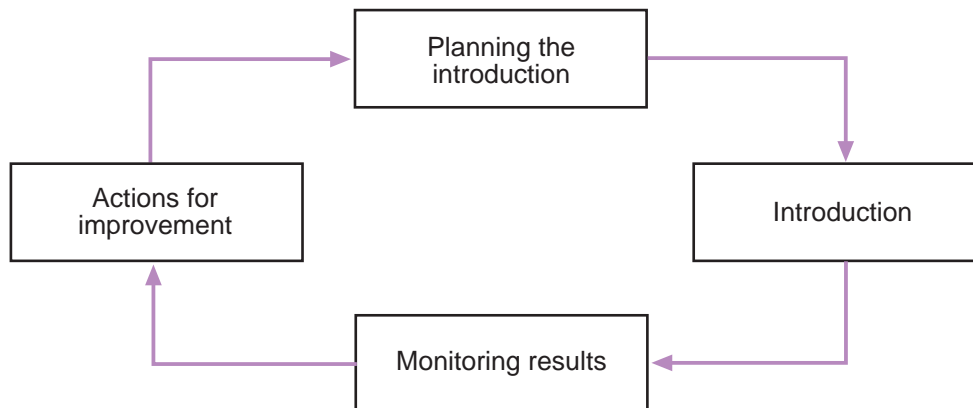 Planning the
introduction
Actions for
improvement
Introduction
Monitoring results